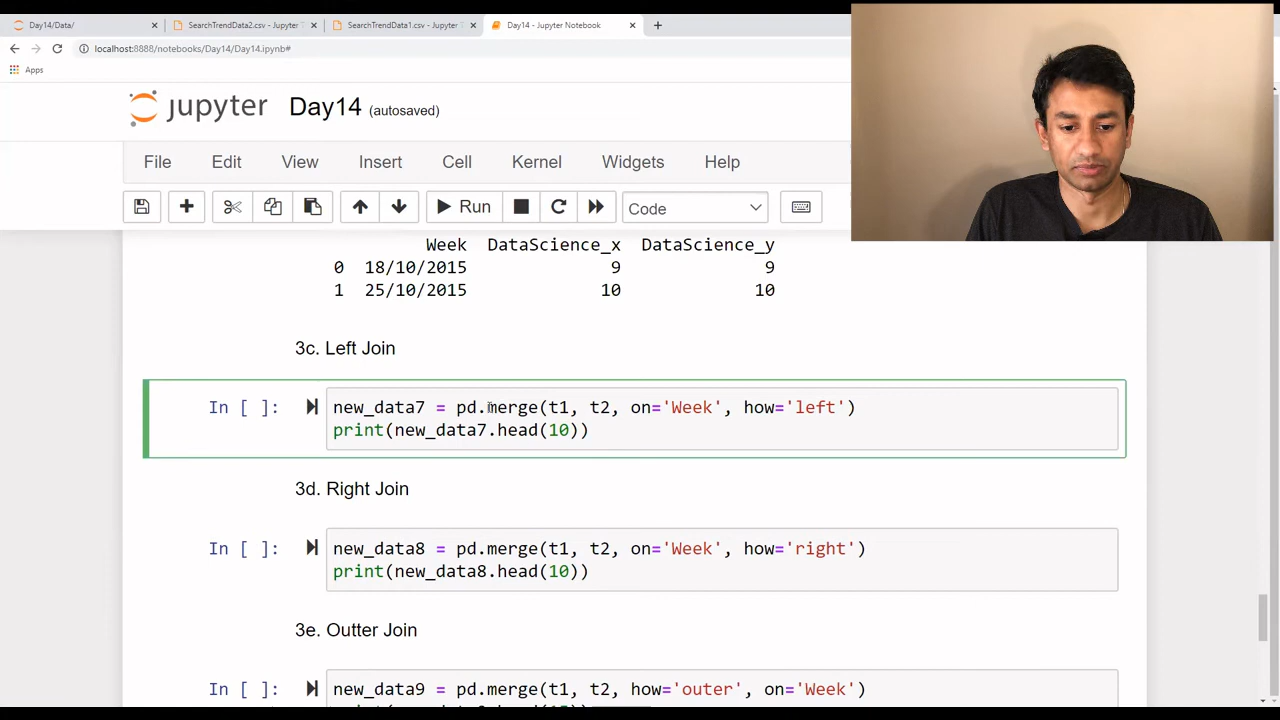 Day14/Data/
SearchTrendData2.csv - Jupyter T
SearchTrendData1.csv - Jupyter T
Day14 - Jupyter Notebook
localhost:8888/notebooks/Day14/Day14.ipynb#
Apps
jupyter Day14 (autosaved)
File Edit View Insert Cell Kernel Widgets Help
Run Code
Week DataScience_x DataScience_y
0 18/10/2015 9 9
1 25/10/2015 10 10
3c. Left Join
In [ ]: new_data7 = pd.merge(t1, t2, on='Week', how='left')
print(new_data7.head(10))
3d. Right Join
In [ ]: new_data8 = pd.merge(t1, t2, on='Week', how='right')
print(new_data8.head(10))
3e. Outter Join
In [ ]: new_data9 = pd.merge(t1, t2, how='outer', on='Week')